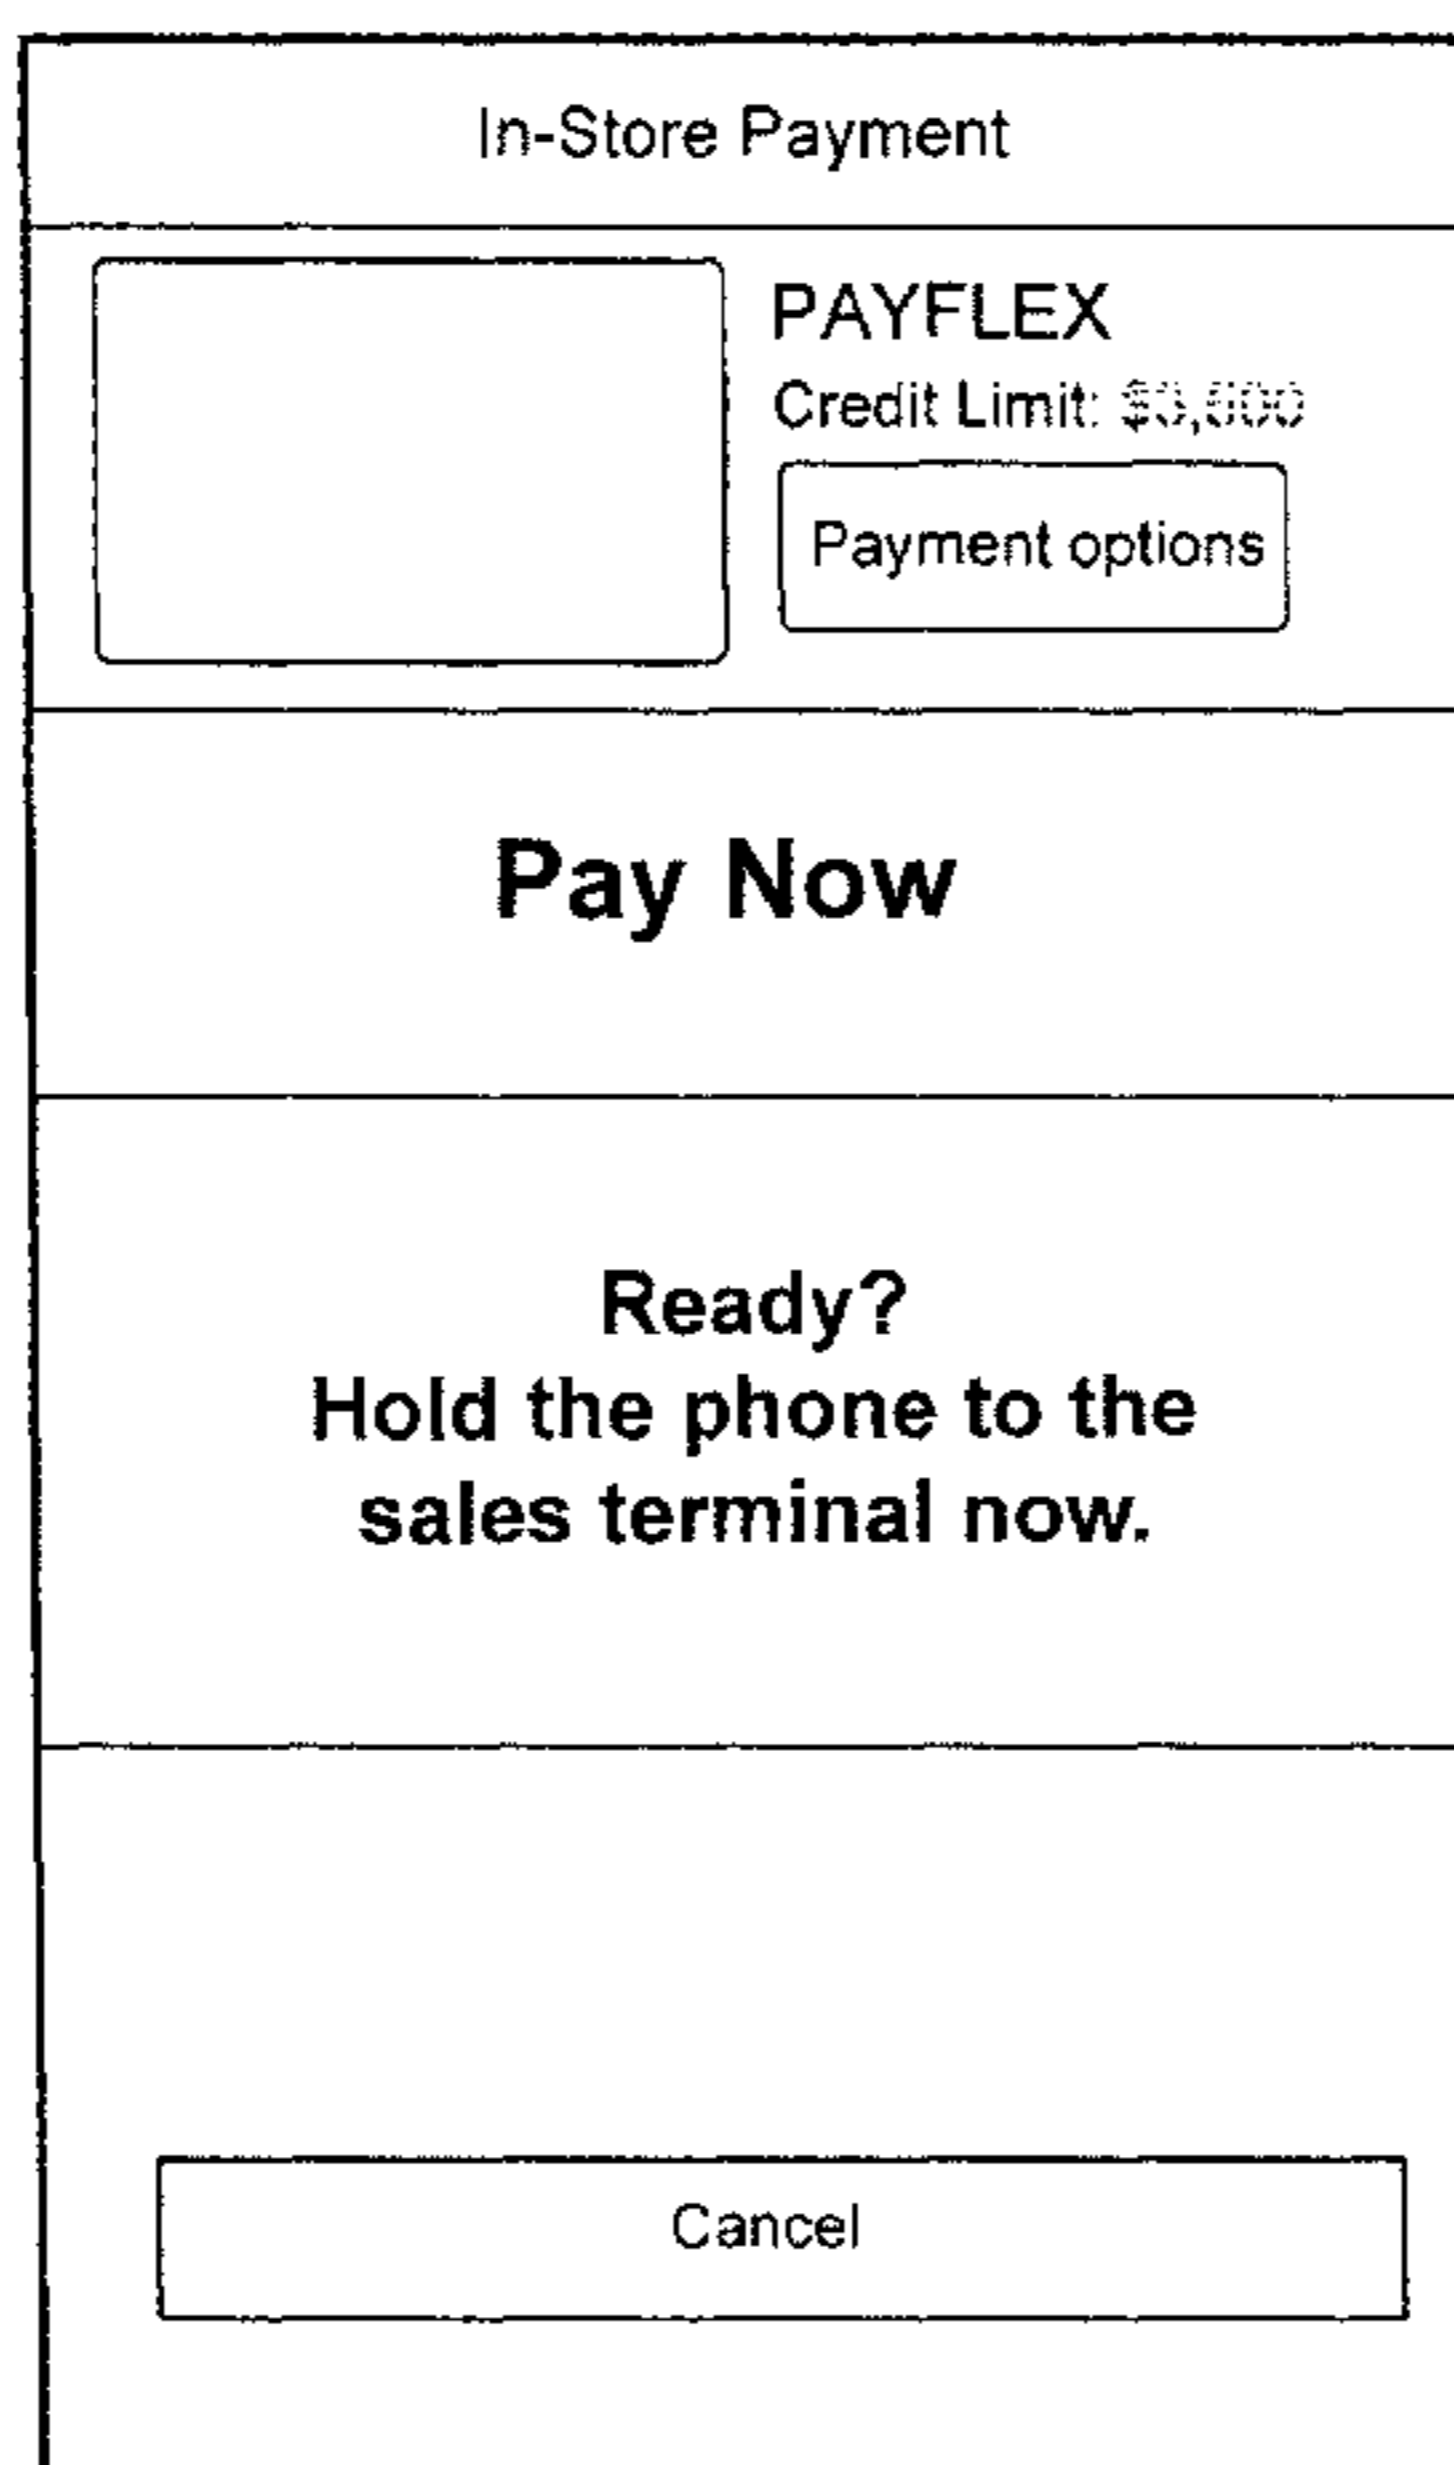 In-Store Payment
PAYFLEX
Credit Limit:
Payment options
Pay Now
Ready?
Hold the phone to the
sales terminal now.
Cancel